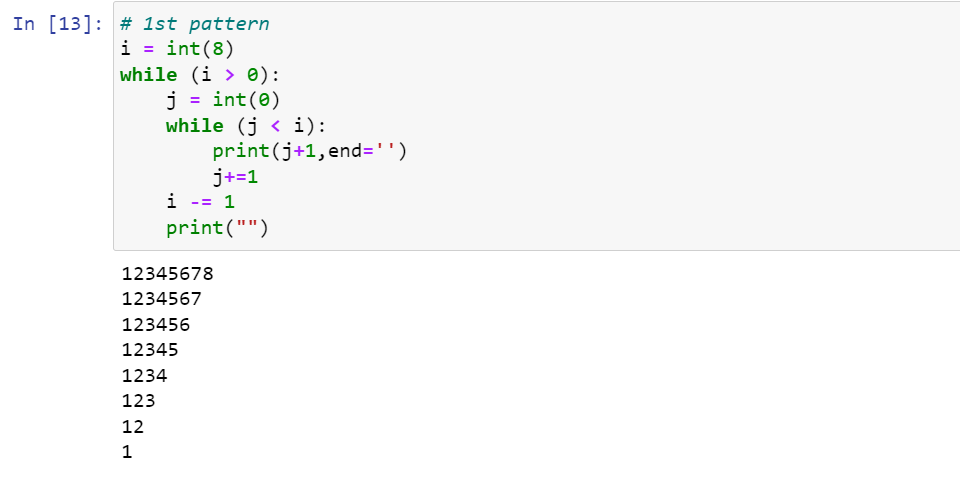 In [13]: # 1st pattern
i = int(8)
while (i > 0):
    j = int(0)
    while (j < i):
        print(j+1,end='')
        j+=1
    i -= 1
    print("")
12345678
1234567
123456
12345
1234
123
12
1